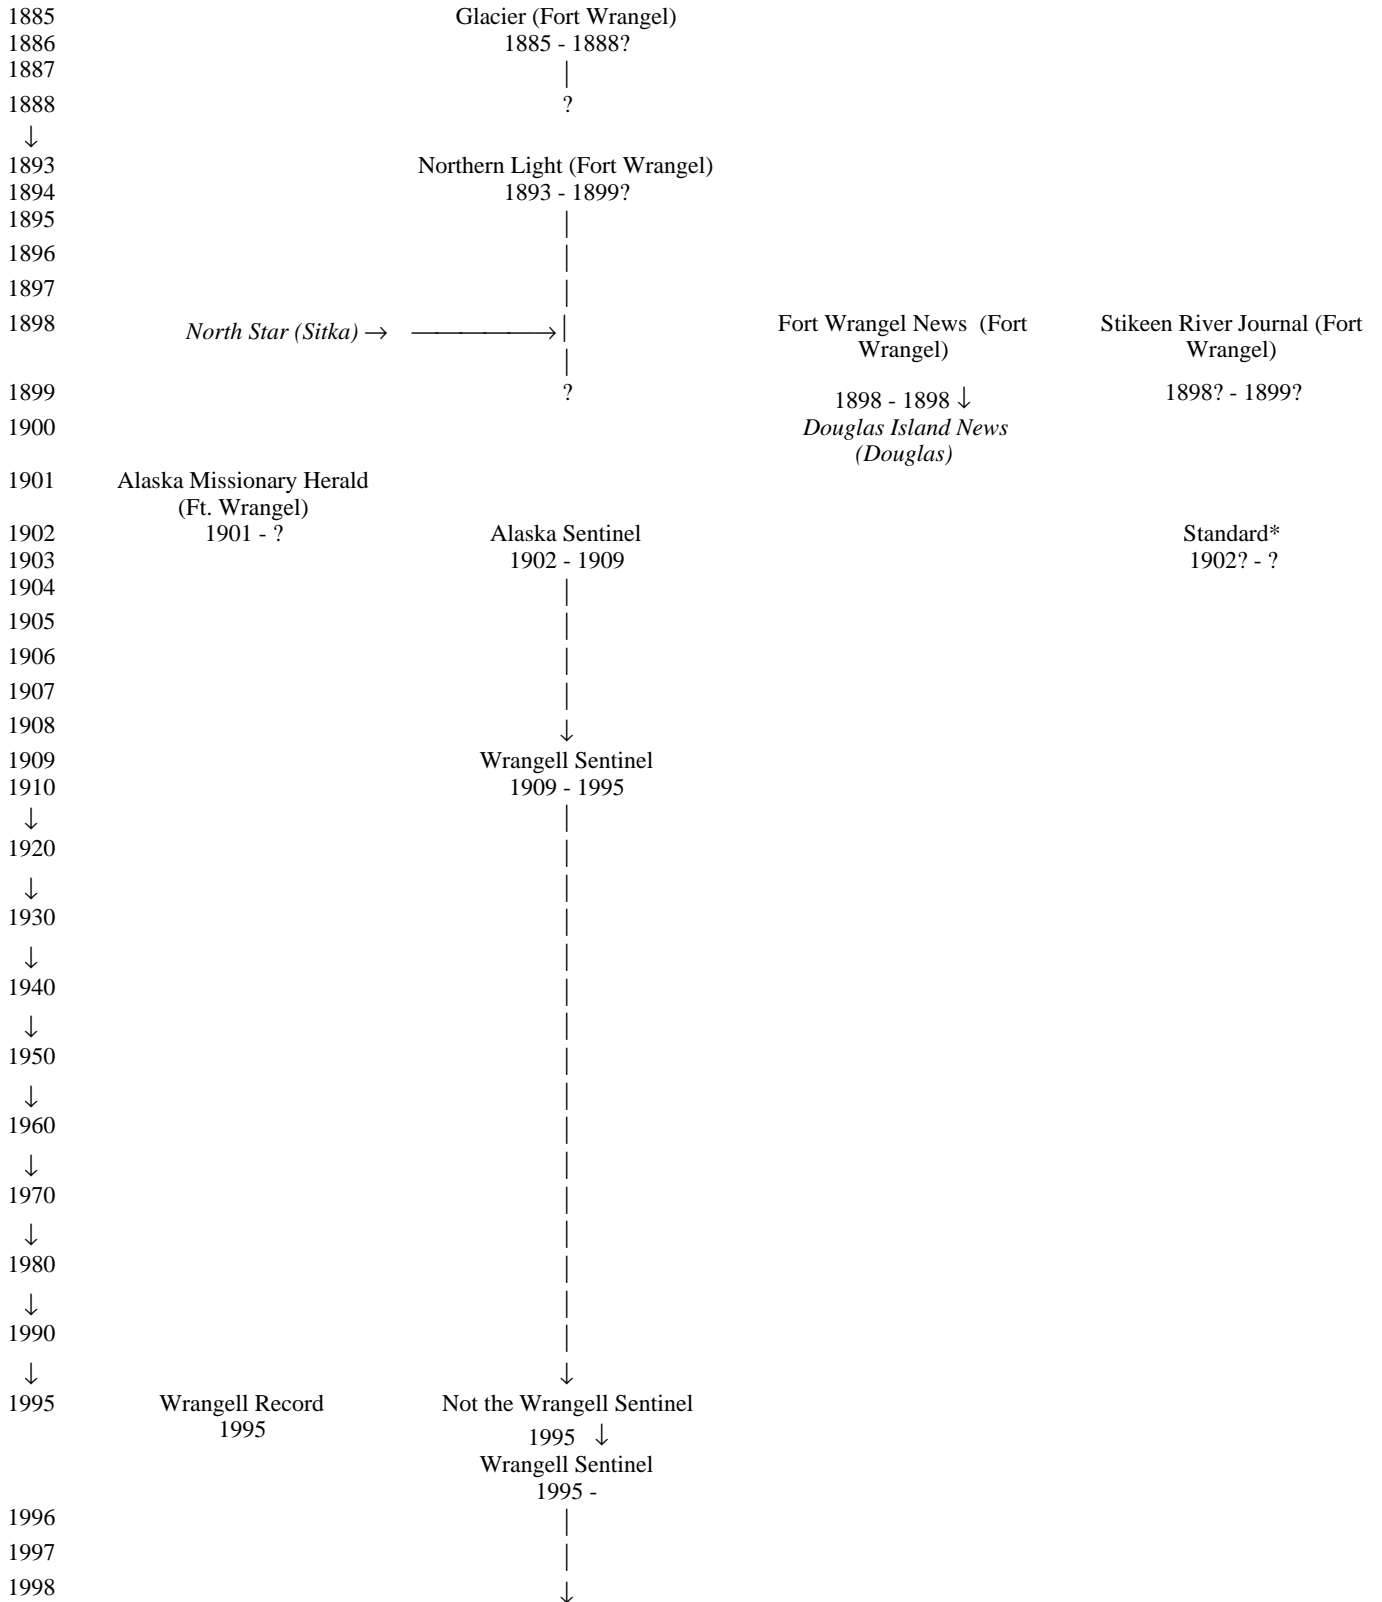 1885 Glacier (Fort Wrangel)
1886 1885 - 1888?
1887 |
1888 ?
↓
1893 Northern Light (Fort Wrangel)
1894 1893 - 1899?
1895 |
1896 |
1897 |
1898 North Star (Sitka) → ⟶ | Fort Wrangel News (Fort Stikeen River Journal (Fort
Wrangel) Wrangel)
|
1899 ? 1898 - 1898 ↓ 1898? - 1899?
1900 Douglas Island News
(Douglas)
1901 Alaska Missionary Herald
(Ft. Wrangel)
1902 1901 - ? Alaska Sentinel Standard*
1903 1902 - 1909 1902? - ?
1904 |
1905 |
1906 |
1907 |
1908 ↓
1909 Wrangell Sentinel
1910 1909 - 1995
↓ |
1920 |
↓ |
1930 |
↓ |
1940 |
↓ |
1950 |
↓ |
1960 |
↓ |
1970 |
↓ |
1980 |
↓ |
1990 |
↓ ↓
1995 Wrangell Record Not the Wrangell Sentinel
1995 1995 ↓
Wrangell Sentinel
1995 -
1996 |
1997 |
1998 ↓